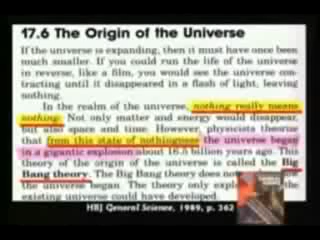 17.6 The Origin of the Universe
If the universe is expanding, then it must have once been
much smaller. If you could run the life of the universe
in reverse, like a film, you would see the universe con-
tracting until it disappeared in a flash of light, leaving
nothing.
In the realm of the universe, nothing really means
nothing. Not only matter and energy would disappear,
but also space and time. However, physicists theorize
that from this state of nothingness the universe began
in a gigantic explosion about 16.5 billion years ago. This
theory of the origin of the universe is called the Big
Bang theory. The Big Bang theory does not
the universe began. The theory only expl
existing universe could have developed.
HBJ General Science, 1989, p. 362